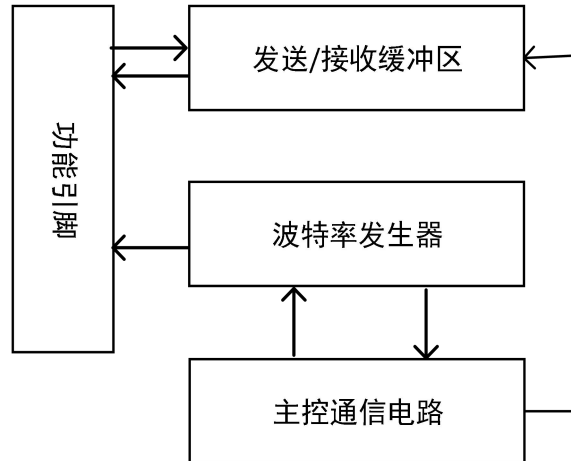 发送/接收缓冲区
功能引脚
波特率发生器
主控通信电路